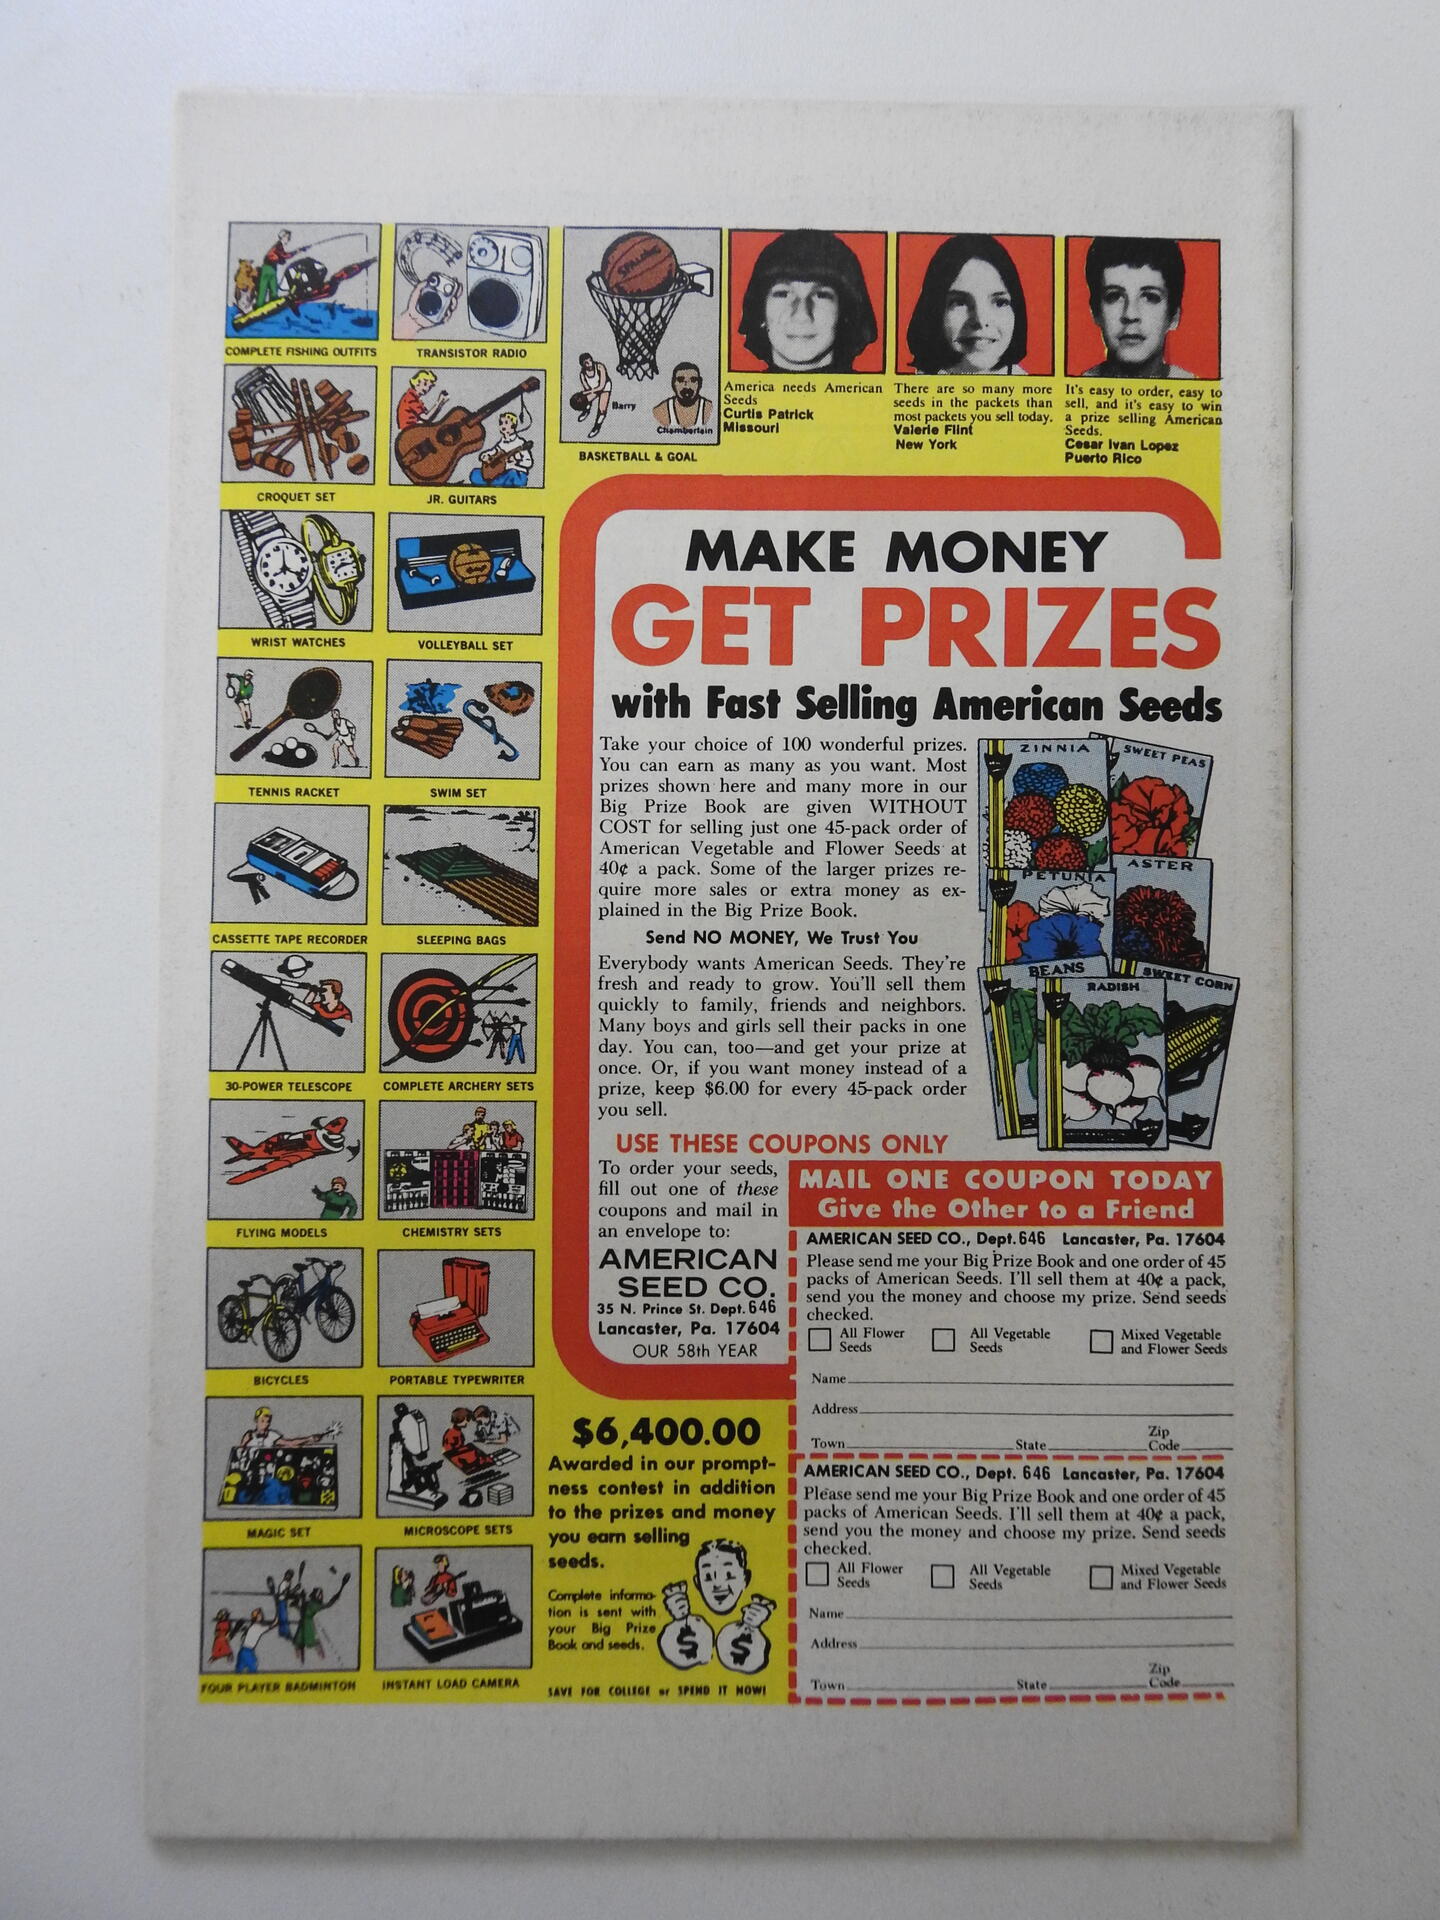 COMPLETE FISHING OUTFITS
TRANSISTOR RADIO
CROQUET SET
JR. GUITARS
WRIST WATCHES
VOLLEYBALL SET
TENNIS RACKET
SWIM SET
CASSETTE TAPE RECORDER
SLEEPING BAGS
30-POWER TELESCOPE
COMPLETE ARCHERY SETS
FLYING MODELS
CHEMISTRY SETS
BICYCLES
PORTABLE TYPEWRITER
MAGIC SET
MICROSCOPE SETS
FOUR PLAYER BADMINTON
INSTANT LOAD CAMERA
SPALDING
Barry
Chamberlain
BASKETBALL & GOAL
America needs American
Seeds
Curtis Patrick
Missouri
There are so many more
seeds in the packets than
most packets you sell today.
Valerie Flint
New York
It's easy to order, easy to
sell, and it's easy to win
a prize selling American
Seeds.
Cesar Ivan Lopez
Puerto Rico
MAKE MONEY
GET PRIZES
with Fast Selling American Seeds
Take your choice of 100 wonderful prizes.
You can earn as many as you want. Most
prizes shown here and many more in our
Big Prize Book are given WITHOUT
COST for selling just one 45-pack order of
American Vegetable and Flower Seeds at
40¢ a pack. Some of the larger prizes re-
quire more sales or extra money as ex-
plained in the Big Prize Book.
Send NO MONEY, We Trust You
Everybody wants American Seeds. They're
fresh and ready to grow. You'll sell them
quickly to family, friends and neighbors.
Many boys and girls sell their packs in one
day. You can, too—and get your prize at
once. Or, if you want money instead of a
prize, keep $6.00 for every 45-pack order
you sell.
ZINNIA
SWEET PEAS
PETUNIA
ASTER
BEANS
RADISH
SWEET CORN
USE THESE COUPONS ONLY
To order your seeds,
fill out one of these
coupons and mail in
an envelope to:
AMERICAN
SEED CO.
35 N. Prince St. Dept. 646
Lancaster, Pa. 17604
OUR 58th YEAR
MAIL ONE COUPON TODAY
Give the Other to a Friend
AMERICAN SEED CO., Dept. 646 Lancaster, Pa. 17604
Please send me your Big Prize Book and one order of 45
packs of American Seeds. I'll sell them at 40¢ a pack,
send you the money and choose my prize. Send seeds
checked.
All Flower
Seeds
All Vegetable
Seeds
Mixed Vegetable
and Flower Seeds
Name
Address
Town State Zip
Code
AMERICAN SEED CO., Dept. 646 Lancaster, Pa. 17604
Please send me your Big Prize Book and one order of 45
packs of American Seeds. I'll sell them at 40¢ a pack,
send you the money and choose my prize. Send seeds
checked.
All Flower
Seeds
All Vegetable
Seeds
Mixed Vegetable
and Flower Seeds
Name
Address
Town State Zip
Code
$6,400.00
Awarded in our prompt-
ness contest in addition
to the prizes and money
you earn selling
seeds.
Complete informa-
tion is sent with
your Big Prize
Book and seeds.
$ $
SAVE FOR COLLEGE or SPEND IT NOW!